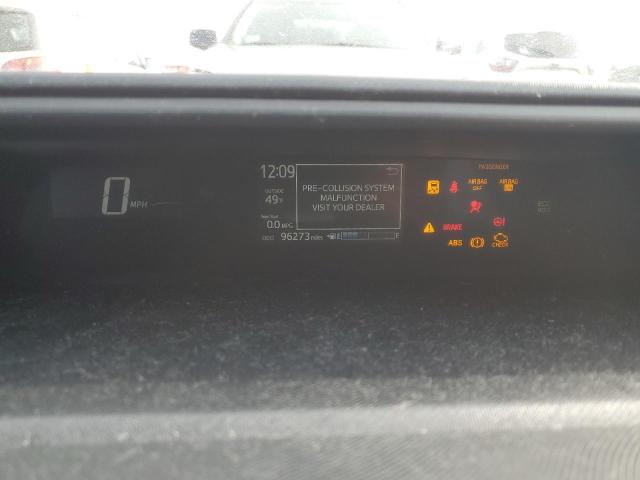 PASSENGER
12:09
PRE-COLLISION SYSTEM
MALFUNCTION
VISIT YOUR DEALER
AIR BAG
OFF
AIR BAG
ON
OUTSIDE
49°F
0 MPH
0.0 MPG
BRAKE
ODO 96273 miles
E F
ABS
CHECK